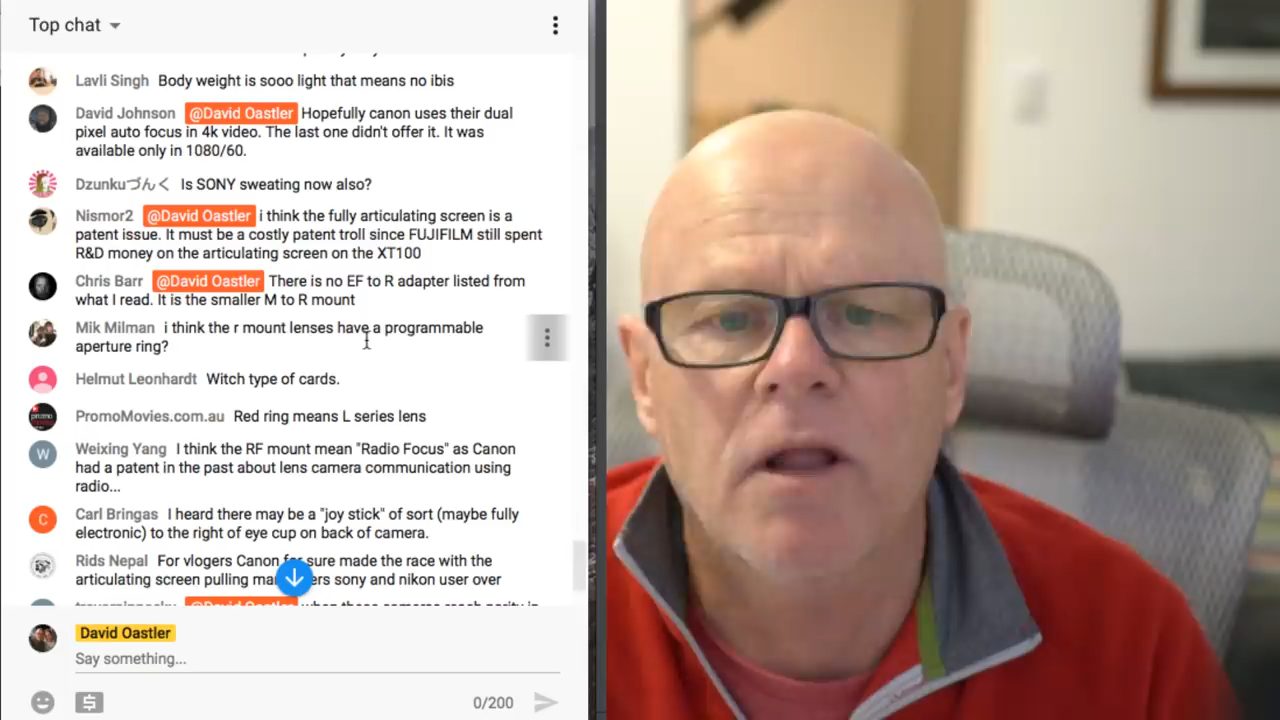 Top chat
Lavli Singh Body weight is sooo light that means no ibis
David Johnson @David Oastler Hopefully canon uses their dual
pixel auto focus in 4k video. The last one didn't offer it. It was
available only in 1080/60.
Dzunkuづんく Is SONY sweating now also?
Nismor2 @David Oastler i think the fully articulating screen is a
patent issue. It must be a costly patent troll since FUJIFILM still spent
R&D money on the articulating screen on the XT100
Chris Barr @David Oastler There is no EF to R adapter listed from
what I read. It is the smaller M to R mount
Mik Milman i think the r mount lenses have a programmable
aperture ring?
Helmut Leonhardt Witch type of cards.
PromoMovies.com.au Red ring means L series lens
W
Weixing Yang I think the RF mount mean "Radio Focus" as Canon
had a patent in the past about lens camera communication using
radio...
C
Carl Bringas I heard there may be a "joy stick" of sort (maybe fully
electronic) to the right of eye cup on back of camera.
Rids Nepal For vlogers Canon for sure made the race with the
articulating screen pulling sony and nikon user over
@David Oastler when these cameras reach parity in
David Oastler
Say something...
0/200